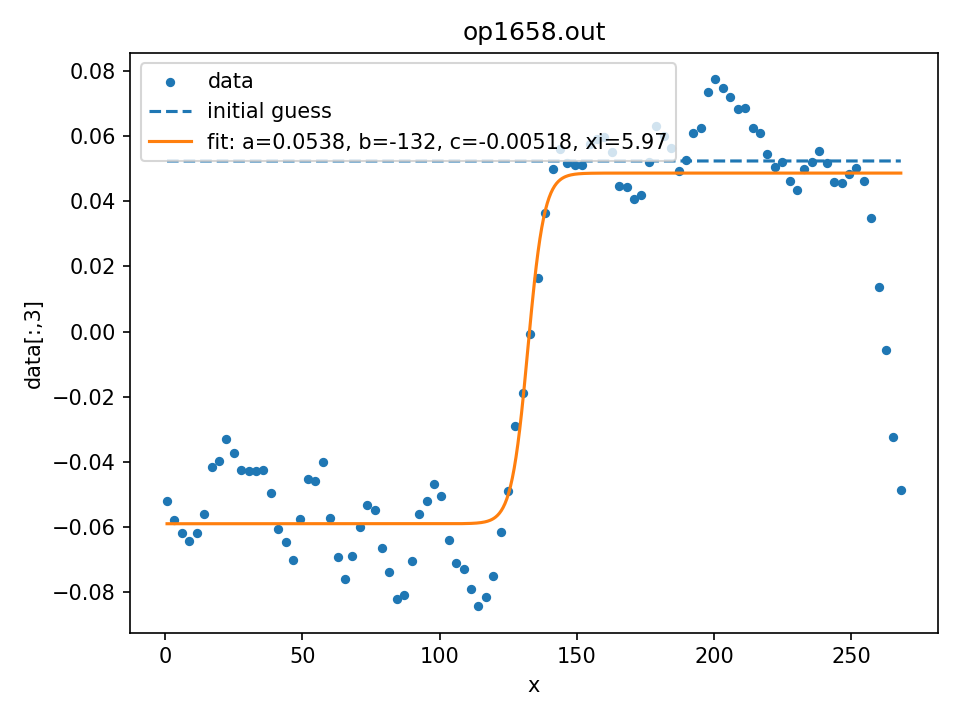 op1658.out
data
initial guess
fit: a=0.0538, b=-132, c=-0.00518, xi=5.97
0.08
0.06
0.04
0.02
0.00
−0.02
−0.04
−0.06
−0.08
data[:,3]
0 50 100 150 200 250
x